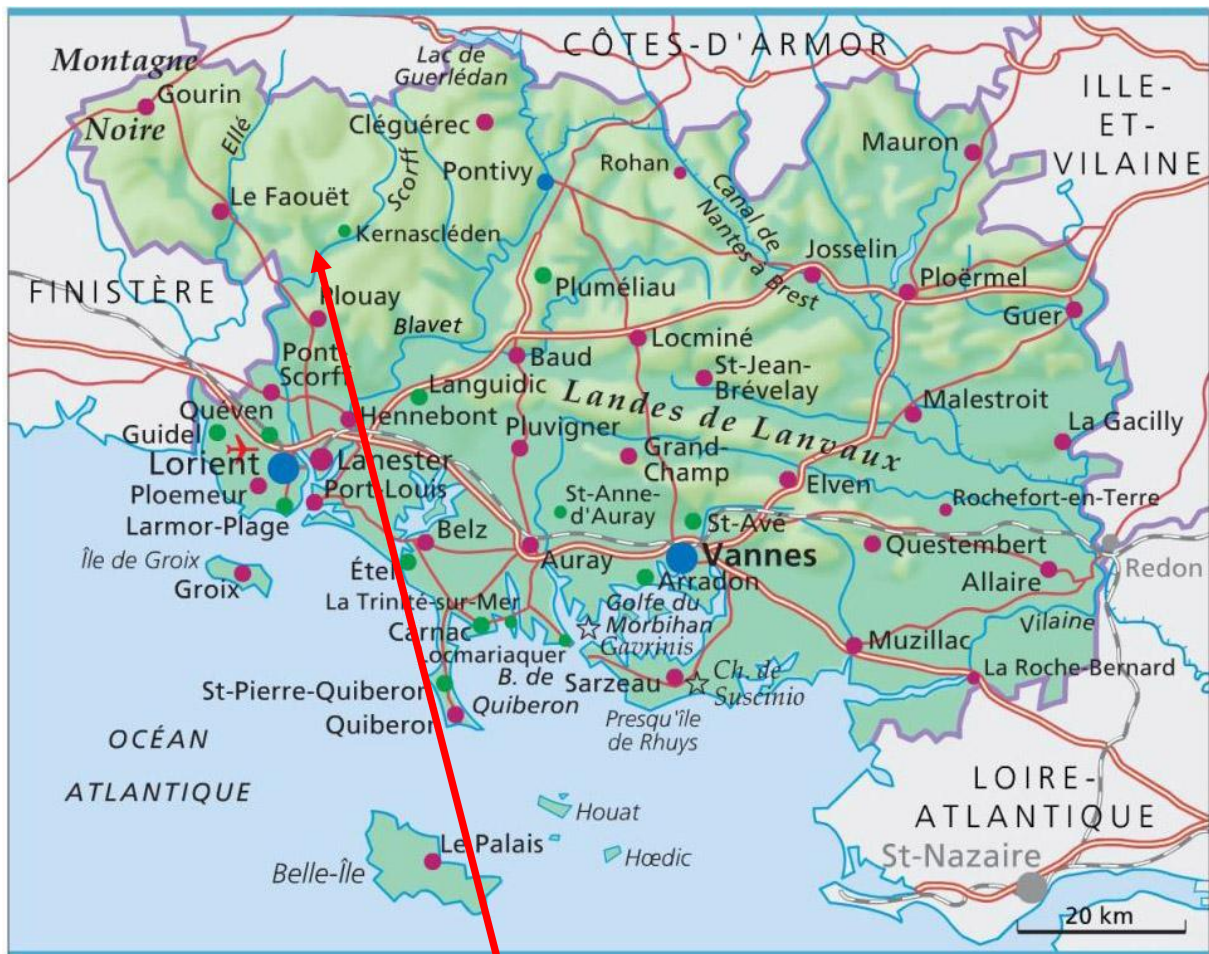 CÔTES-D'ARMOR
ILLE-
ET-
VILAINE
Lac de
Guerlédan
Montagne
Noire
Gourin
Ellé
Scorff
Cléguérec
Pontivy
Rohan
Mauron
Canal de
Nantes à Brest
Le Faouët
Kernascléden
Josselin
Ploërmel
FINISTÈRE
Pluméliau
Plouay
Blavet
Guer
Locminé
Baud
Pont-
Scorff
St-Jean-
Brévelay
Languidic
Landes de Lanvaux
Malestroit
Quéven
Hennebont
Guidel
Pluvigner
La Gacilly
Grand-
Champ
Lorient
Lanester
Elven
Ploemeur
Port-Louis
Rochefort-en-Terre
St-Anne-
d'Auray
Larmor-Plage
St-Avé
Belz
Auray
Vannes
Questembert
Île de Groix
Groix
Étel
Arradon
Allaire
Redon
La Trinité-sur-Mer
Golfe du
Morbihan
Carnac
Gavrinis
Vilaine
Muzillac
Locmariaquer
La Roche-Bernard
St-Pierre-Quiberon
B. de
Quiberon
Sarzeau
Ch. de
Suscinio
Quiberon
Presqu'île
de Rhuys
OCÉAN
ATLANTIQUE
LOIRE-
ATLANTIQUE
Houat
Le Palais
Hœdic
Belle-Île
St-Nazaire
20 km